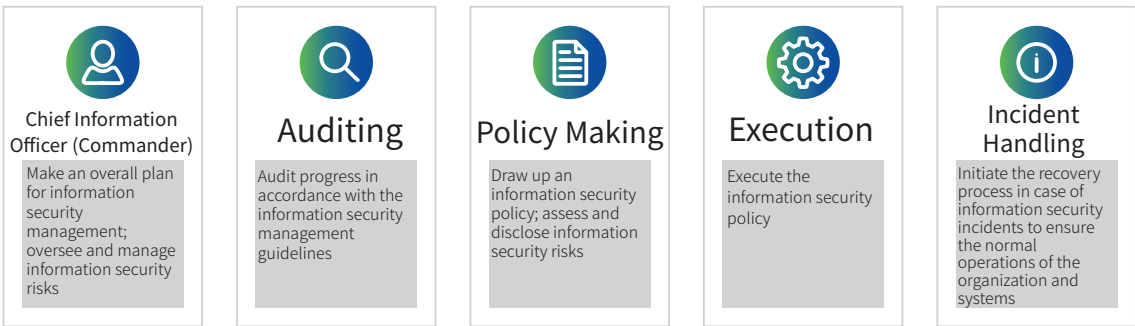 Chief Information
Officer (Commander)
Make an overall plan
for information
security
management;
oversee and manage
information security
risks
Auditing
Audit progress in
accordance with the
information security
management
guidelines
Policy Making
Draw up an
information security
policy; assess and
disclose information
security risks
Execution
Execute the
information security
policy
Incident
Handling
Initiate the recovery
process in case of
information security
incidents to ensure
the normal
operations of the
organization and
systems